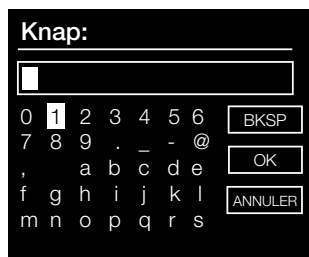 Knap:
0 1 2 3 4 5 6 BKSP
7 8 9 . _ - @
, a b c d e OK
f g h i j k l ANNULER
m n o p q r s